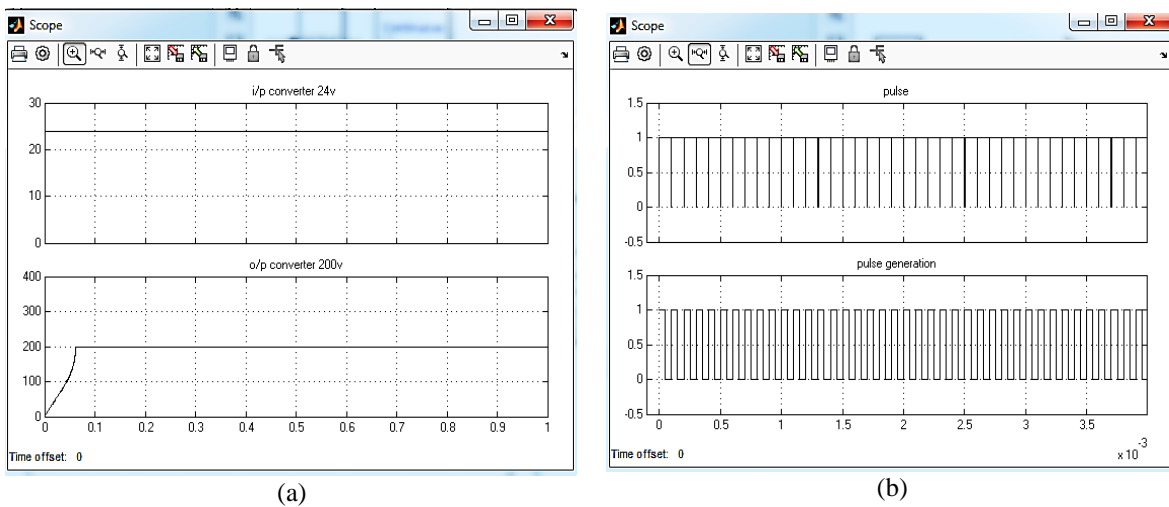 Scope
i/p converter 24v
30
20
10
0
o/p converter 200v
400
300
200
100
0
0 0.1 0.2 0.3 0.4 0.5 0.6 0.7 0.8 0.9 1
Time offset: 0
(a)
Scope
pulse
1.5
1
0.5
0
-0.5
pulse generation
1.5
1
0.5
0
-0.5
0 0.5 1 1.5 2 2.5 3 3.5
x 10^-3
Time offset: 0
(b)